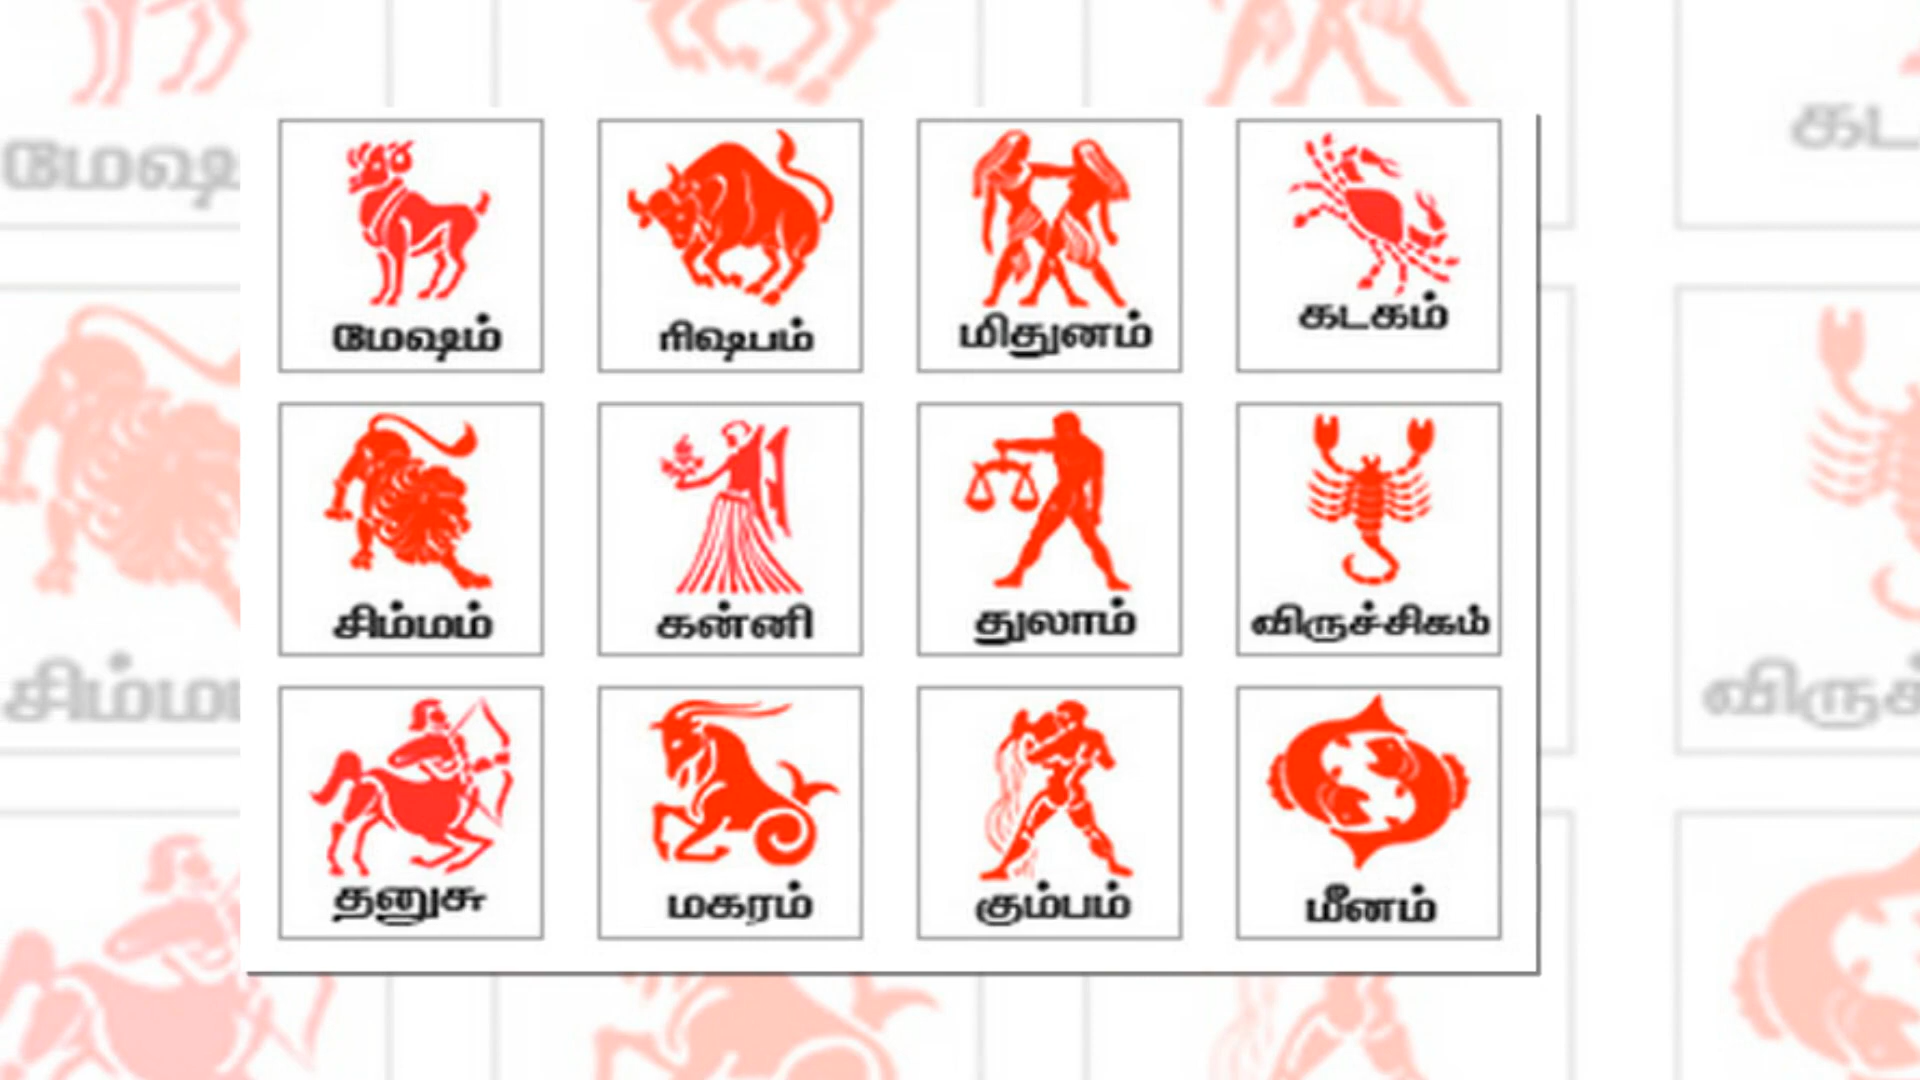 மேஷம்
ரிஷபம்
மிதுனம்
கடகம்
சிம்மம்
கன்னி
துலாம்
விருச்சிகம்
தனுசு
மகரம்
கும்பம்
மீனம்